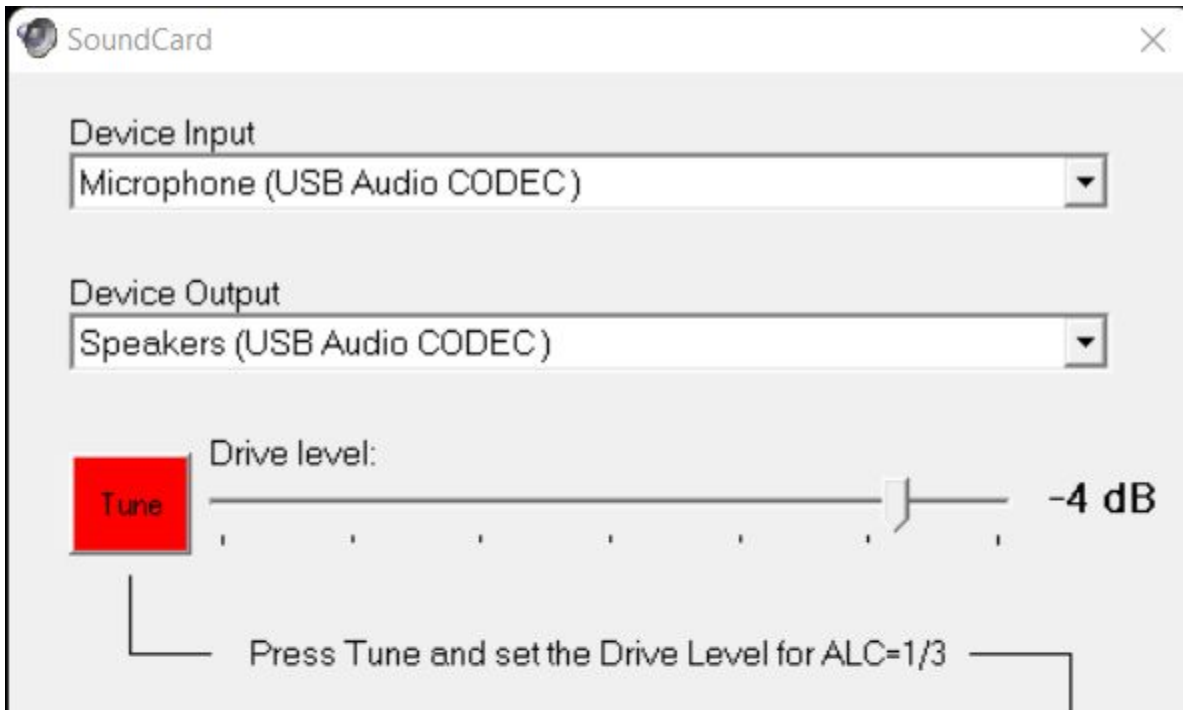 SoundCard
Device Input
Microphone (USB Audio CODEC)
Device Output
Speakers (USB Audio CODEC)
Drive level:
Tune
-4 dB
Press Tune and set the Drive Level for ALC=1/3